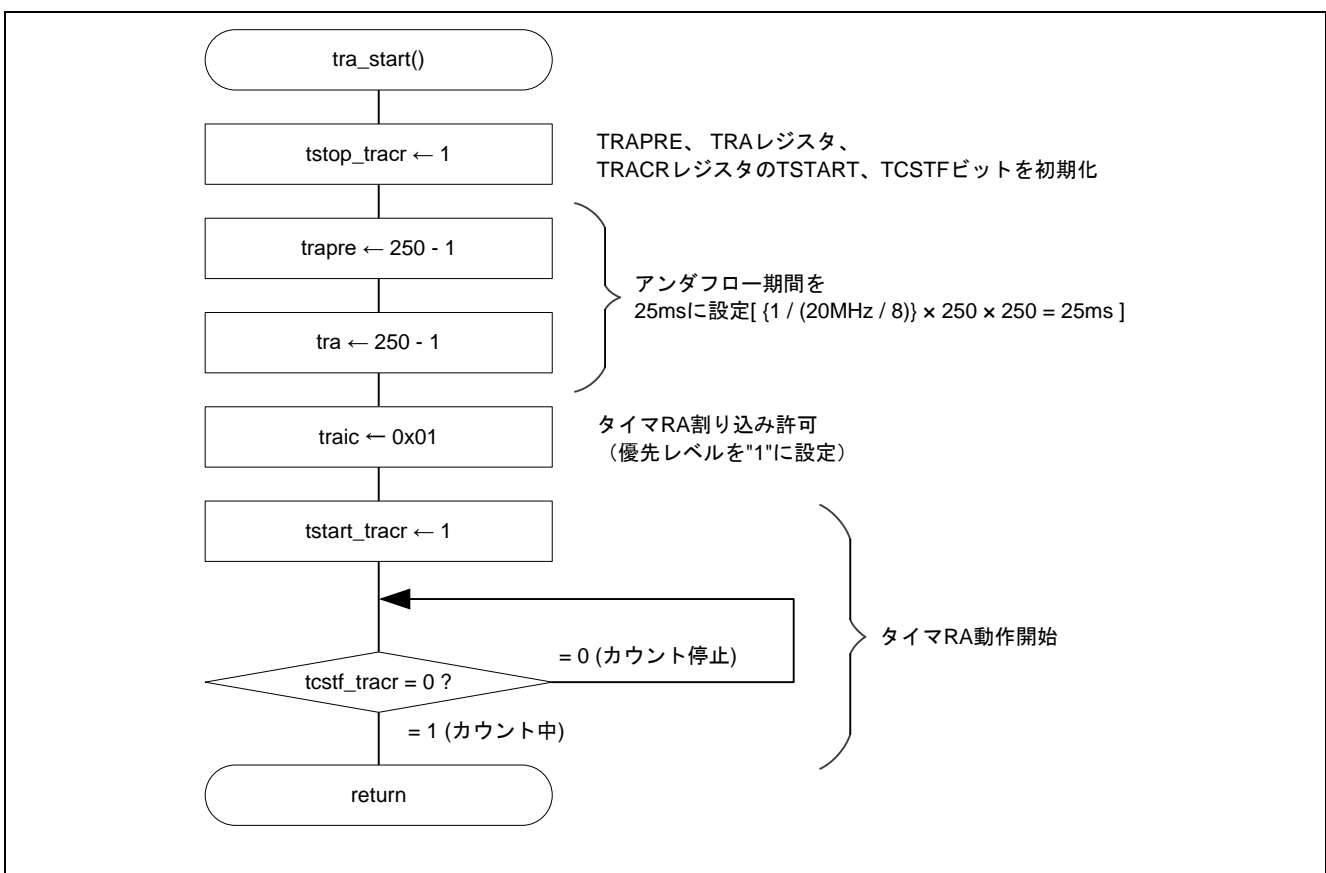 tra_start()
tstop_tracr ← 1
TRAPRE、 TRAレジスタ、
TRACRレジスタのTSTART、TCSTFビットを初期化
trapre ← 250 - 1
アンダフロー期間を
25msに設定[ {1 / (20MHz / 8)} × 250 × 250 = 25ms ]
tra ← 250 - 1
traic ← 0x01
タイマRA割り込み許可
（優先レベルを"1"に設定）
tstart_tracr ← 1
タイマRA動作開始
= 0 (カウント停止)
tcstf_tracr = 0 ?
= 1 (カウント中)
return